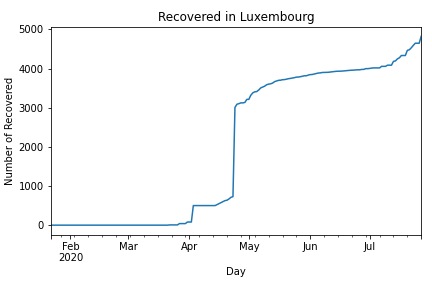 Recovered in Luxembourg
5000
4000
3000
2000
1000
0
Number of Recovered
Feb
2020
Mar
Apr
May
Jun
Jul
Day